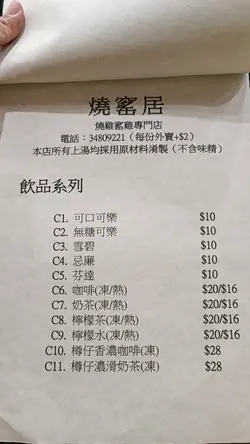 燒窰居
燒雞窰雞專門店
電話：34809221（每份外賣+$2）
本店所有上湯均採用原材料淆製（不含味精）
飲品系列
C1. 可口可樂 $10
C2. 無糖可樂 $10
C3. 雪碧 $10
C4. 忌廉 $10
C5. 芬達 $10
C6. 咖啡(凍/熱) $20/$16
C7. 奶茶(凍/熱) $20/$16
C8. 檸檬茶(凍/熱) $20/$16
C9. 檸檬水(凍/熱) $20/$16
C10. 樽仔香濃咖啡(凍) $28
C11. 樽仔濃滑奶茶(凍) $28